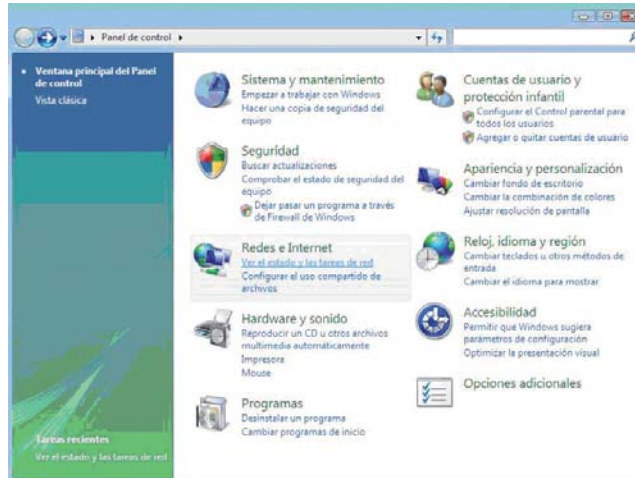 Panel de control
Ventana principal del Panel
de control
Vista clásica
Tareas recientes
Ver el estado y las tareas de red
Sistema y mantenimiento
Empezar a trabajar con Windows
Hacer una copia de seguridad del
equipo
Seguridad
Buscar actualizaciones
Comprobar el estado de seguridad del
equipo
Dejar pasar un programa a través
de Firewall de Windows
Redes e Internet
Ver el estado y las tareas de red
Configurar el uso compartido de
archivos
Hardware y sonido
Reproducir un CD u otros archivos
multimedia automáticamente
Impresora
Mouse
Programas
Desinstalar un programa
Cambiar programas de inicio
Cuentas de usuario y
protección infantil
Configurar el Control parental para
todos los usuarios
Agregar o quitar cuentas de usuario
Apariencia y personalización
Cambiar fondo de escritorio
Cambiar la combinación de colores
Ajustar resolución de pantalla
Reloj, idioma y región
Cambiar teclados u otros métodos de
entrada
Cambiar el idioma para mostrar
Accesibilidad
Permitir que Windows sugiera
parámetros de configuración
Optimizar la presentación visual
Opciones adicionales